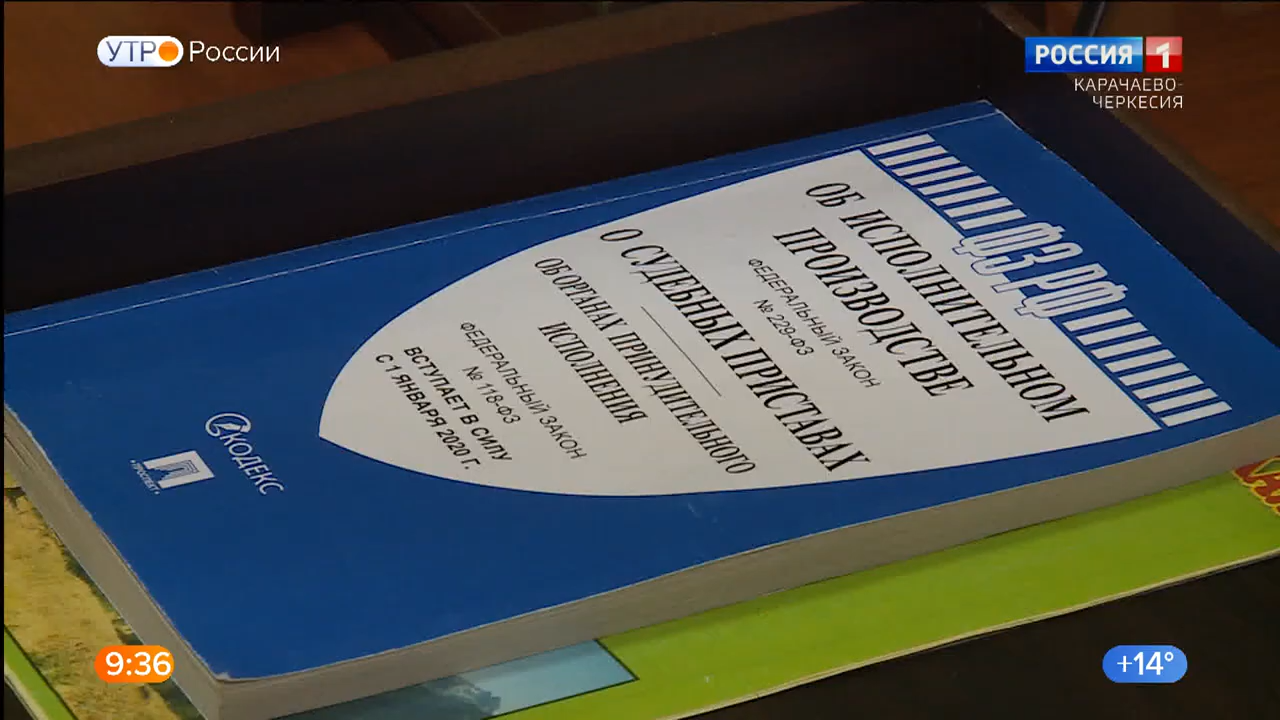 УТРО России
РОССИЯ 1
КАРАЧАЕВО-
ЧЕРКЕСИЯ
ФЗ РФ
ОБ ИСПОЛНИТЕЛЬНОМ
ПРОИЗВОДСТВЕ
ФЕДЕРАЛЬНЫЙ ЗАКОН
№ 229-ФЗ
О СУДЕБНЫХ ПРИСТАВАХ
ОБ ОРГАНАХ ПРИНУДИТЕЛЬНОГО
ИСПОЛНЕНИЯ
ФЕДЕРАЛЬНЫЙ ЗАКОН
№ 118-ФЗ
ВСТУПАЕТ В СИЛУ
С 1 ЯНВАРЯ 2020 Г.
КОДЕКС
•ПРОСПЕКТ•
9:36
+14°